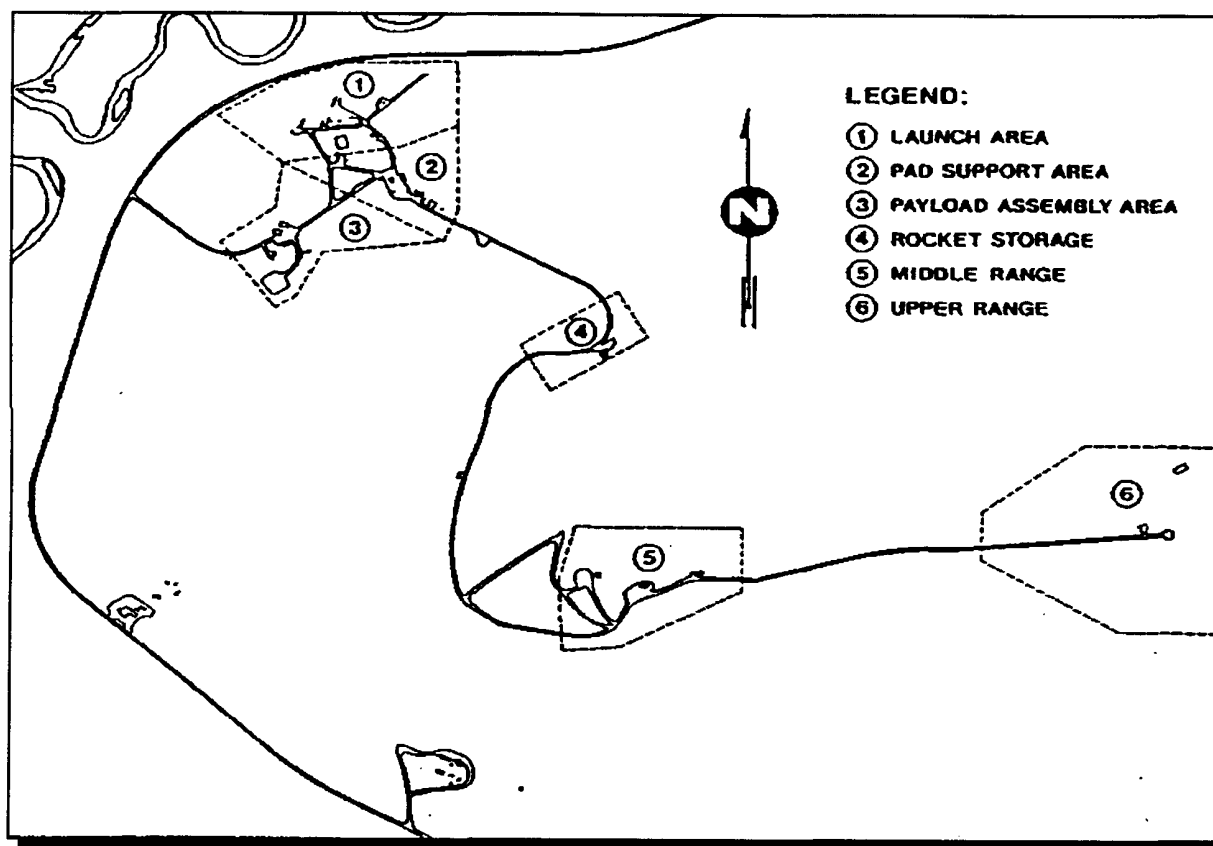 LEGEND:
① LAUNCH AREA
② PAD SUPPORT AREA
③ PAYLOAD ASSEMBLY AREA
④ ROCKET STORAGE
⑤ MIDDLE RANGE
⑥ UPPER RANGE
N
①
②
③
④
⑤
⑥